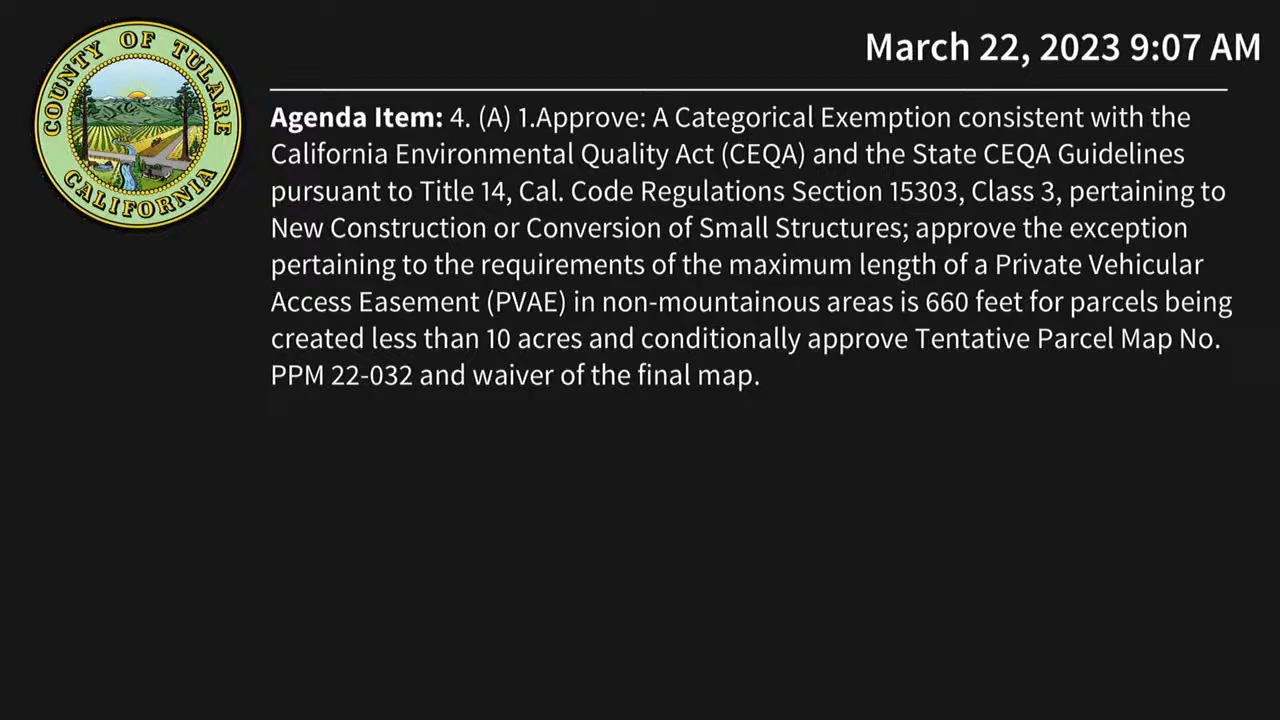 COUNTY OF TULARE
CALIFORNIA
March 22, 2023 9:07 AM
Agenda Item: 4. (A) 1.Approve: A Categorical Exemption consistent with the
California Environmental Quality Act (CEQA) and the State CEQA Guidelines
pursuant to Title 14, Cal. Code Regulations Section 15303, Class 3, pertaining to
New Construction or Conversion of Small Structures; approve the exception
pertaining to the requirements of the maximum length of a Private Vehicular
Access Easement (PVAE) in non-mountainous areas is 660 feet for parcels being
created less than 10 acres and conditionally approve Tentative Parcel Map No.
PPM 22-032 and waiver of the final map.